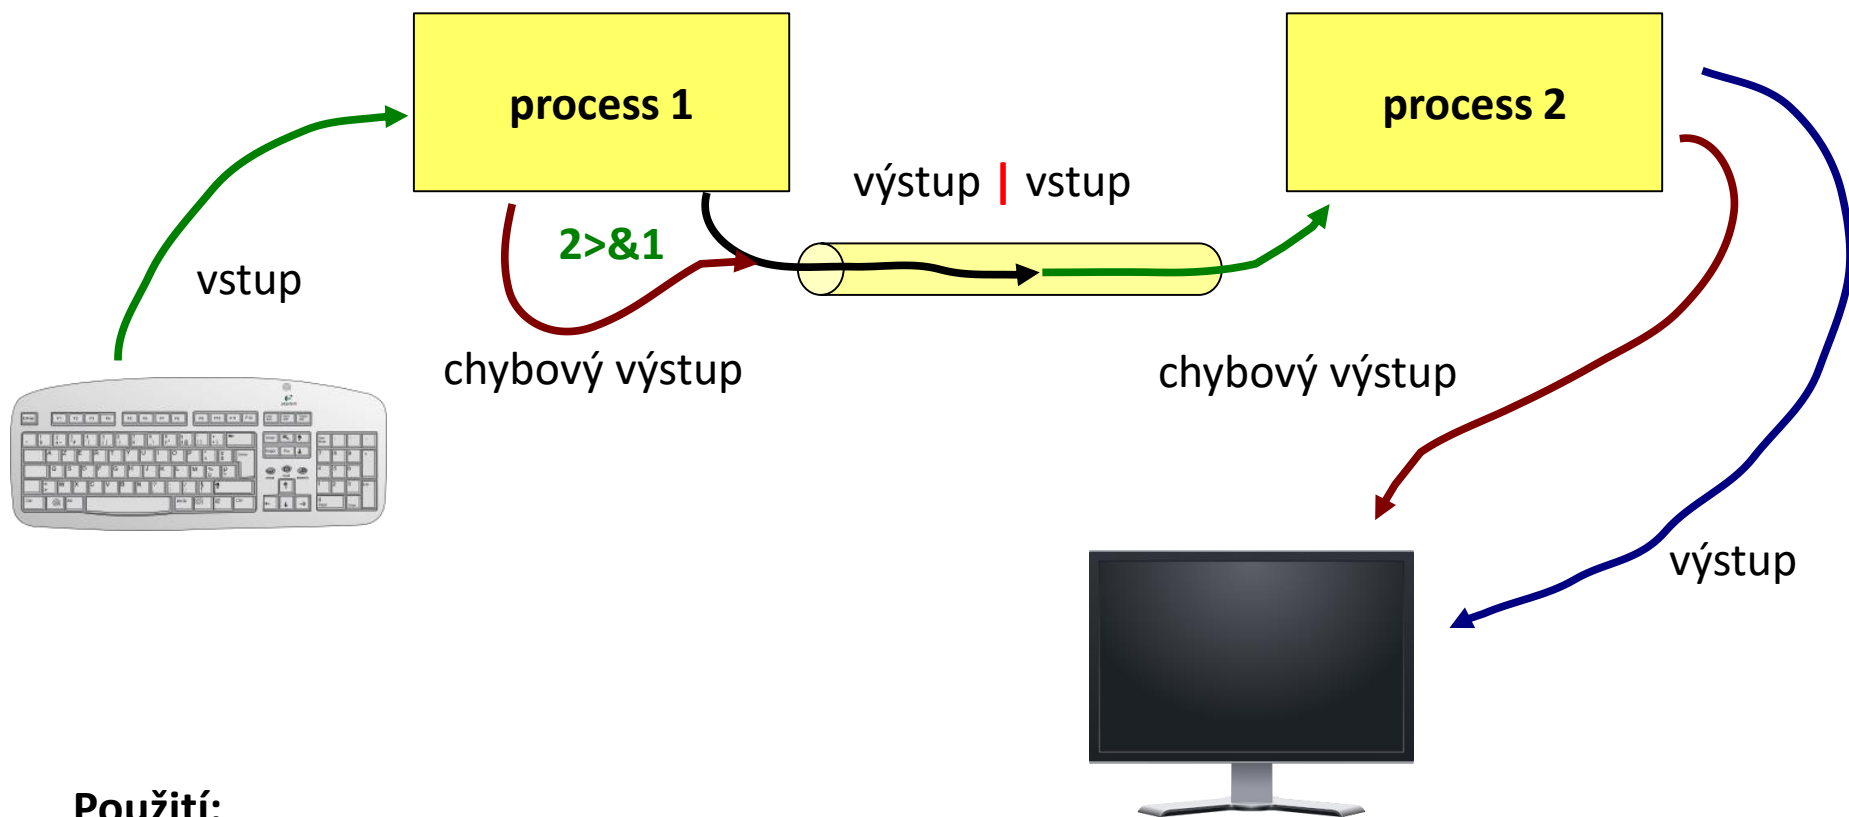 process 1
process 2
výstup | vstup
2>&1
vstup
chybový výstup
chybový výstup
výstup
Použití: